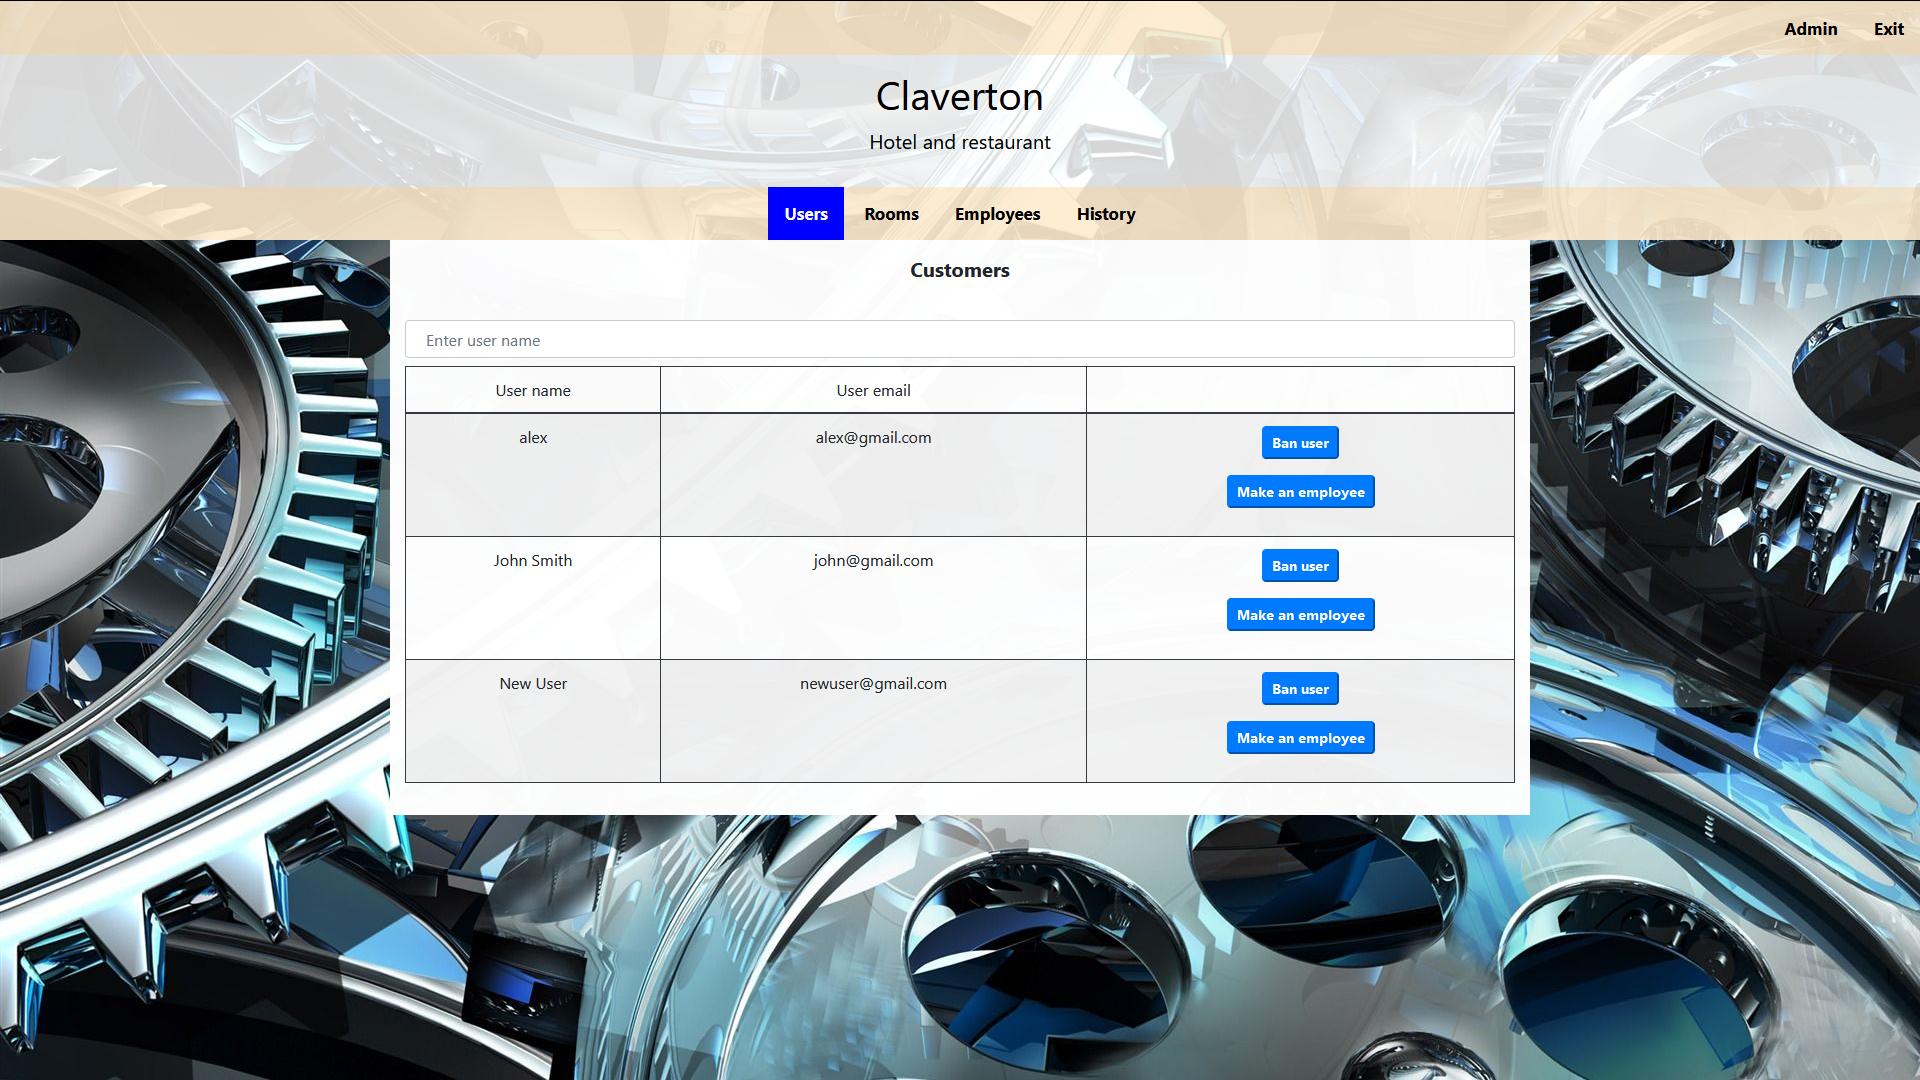 Admin Exit
Claverton
Hotel and restaurant
Users Rooms Employees History
Customers
Enter user name
User name User email
alex alex@gmail.com Ban user
Make an employee
John Smith john@gmail.com Ban user
Make an employee
New User newuser@gmail.com Ban user
Make an employee